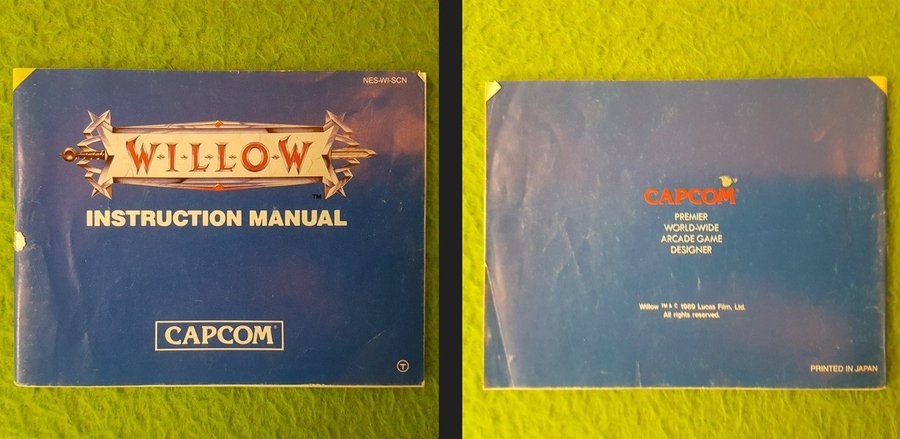 NES-WI-SCN
W·I·L·L·O·W
TM
INSTRUCTION MANUAL
CAPCOM®
T
CAPCOM®
PREMIER
WORLD-WIDE
ARCADE GAME
DESIGNER
Willow ™ & © 1989 Lucas Film, Ltd.
All rights reserved.
PRINTED IN JAPAN